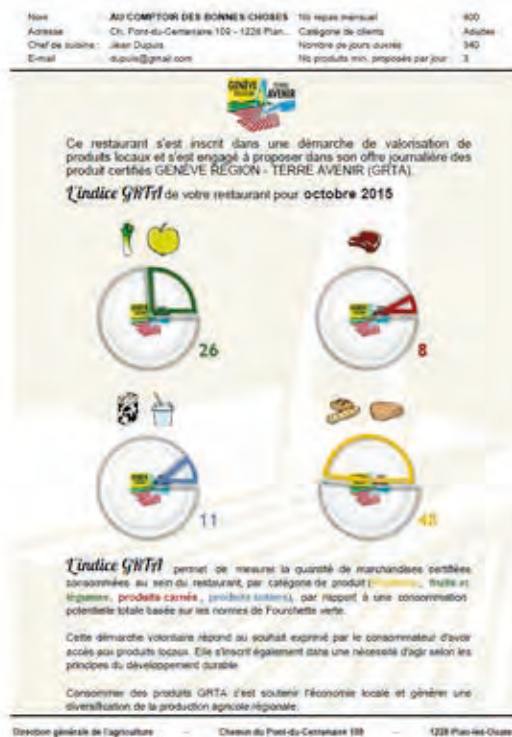 Nom : AU COMPTOIR DES BONNES CHOSES Nb repas mensuel : 600
Adresse : Ch. Pont-du-Centenaire 109 - 1228 Plan... Catégorie de clients : Adultes
Chef de cuisine : Jean Dupuis Nombre de jours ouvrés : 340
E-mail : dupuis@gmail.com Nb produits min. proposés par jour : 3
GENÈVE RÉGION TERRE AVENIR
Ce restaurant s'est inscrit dans une démarche de valorisation de
produits locaux et s'est engagé à proposer dans son offre journalière des
produit certifiés GENÈVE RÉGION - TERRE AVENIR (GRTA).
L'indice GRTA de votre restaurant pour octobre 2015
26
8
11
48
L'indice GRTA permet de mesurer la quantité de marchandises certifiées
consommées au sein du restaurant, par catégorie de produit ( , fruits et
légumes, produits carnés, produits laitiers), par rapport à une consommation
potentielle totale basée sur les normes de Fourchette verte.
Cette démarche volontaire répond au souhait exprimé par le consommateur d'avoir
accès aux produits locaux. Elle s'inscrit également dans une nécessité d'agir selon les
principes du développement durable.
Consommer des produits GRTA c'est soutenir l'économie locale et générer une
diversification de la production agricole régionale.
Direction générale de l'agriculture - Chemin du Pont-du-Centenaire 109 - 1228 Plan-les-Ouates